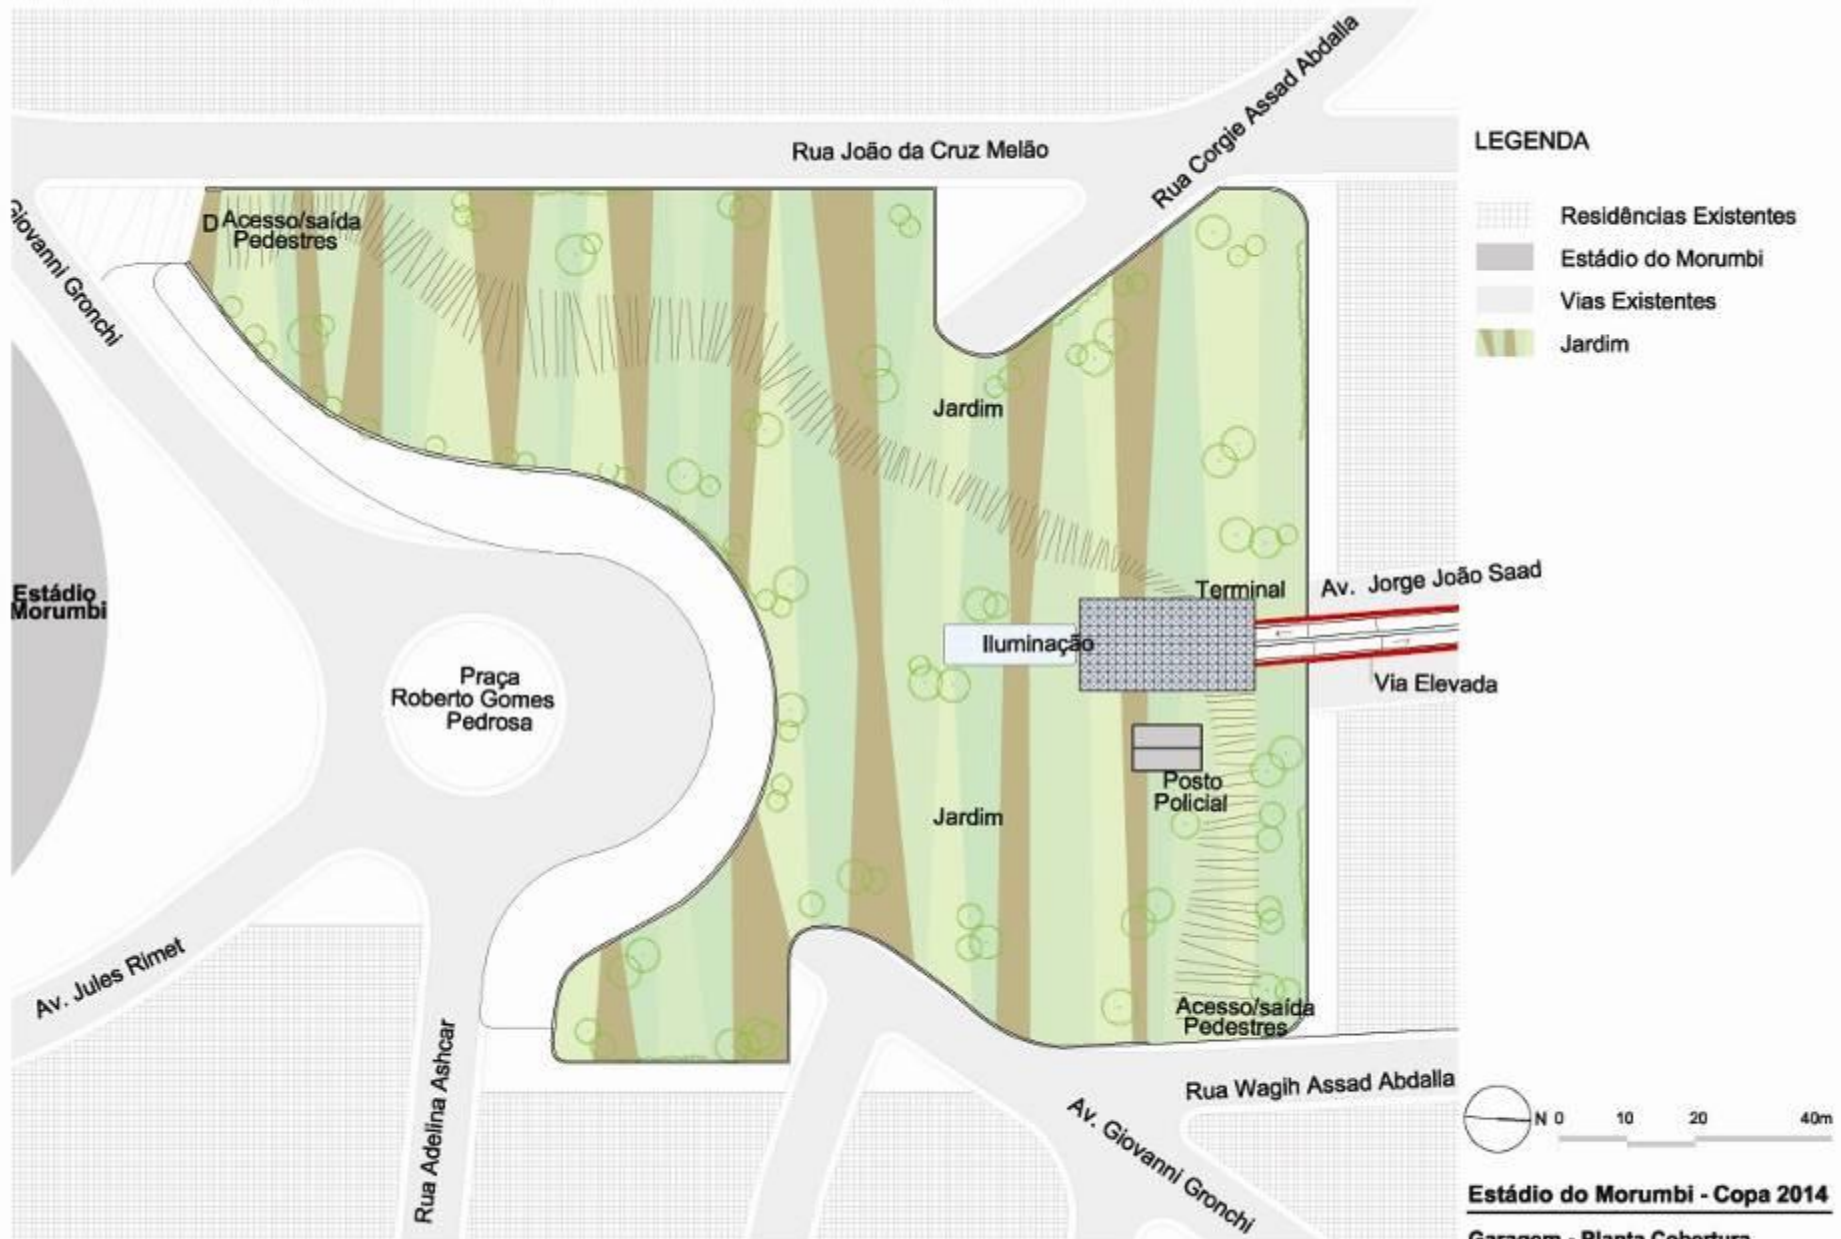 Rua João da Cruz Melão
Rua Corgie Assad Abdalla
LEGENDA
Residências Existentes
Estádio do Morumbi
Vias Existentes
Jardim
Giovanni Gronchi
D
Acesso/saída
Pedestres
Jardim
Estádio
Morumbi
Terminal
Av. Jorge João Saad
Iluminação
Via Elevada
Praça
Roberto Gomes
Pedrosa
Posto
Policial
Jardim
Av. Jules Rimet
Acesso/saída
Pedestres
Rua Adelina Ashcar
Rua Wagih Assad Abdalla
Av. Giovanni Gronchi
N 0 10 20 40m
Estádio do Morumbi - Copa 2014
Garagem - Planta Cobertura